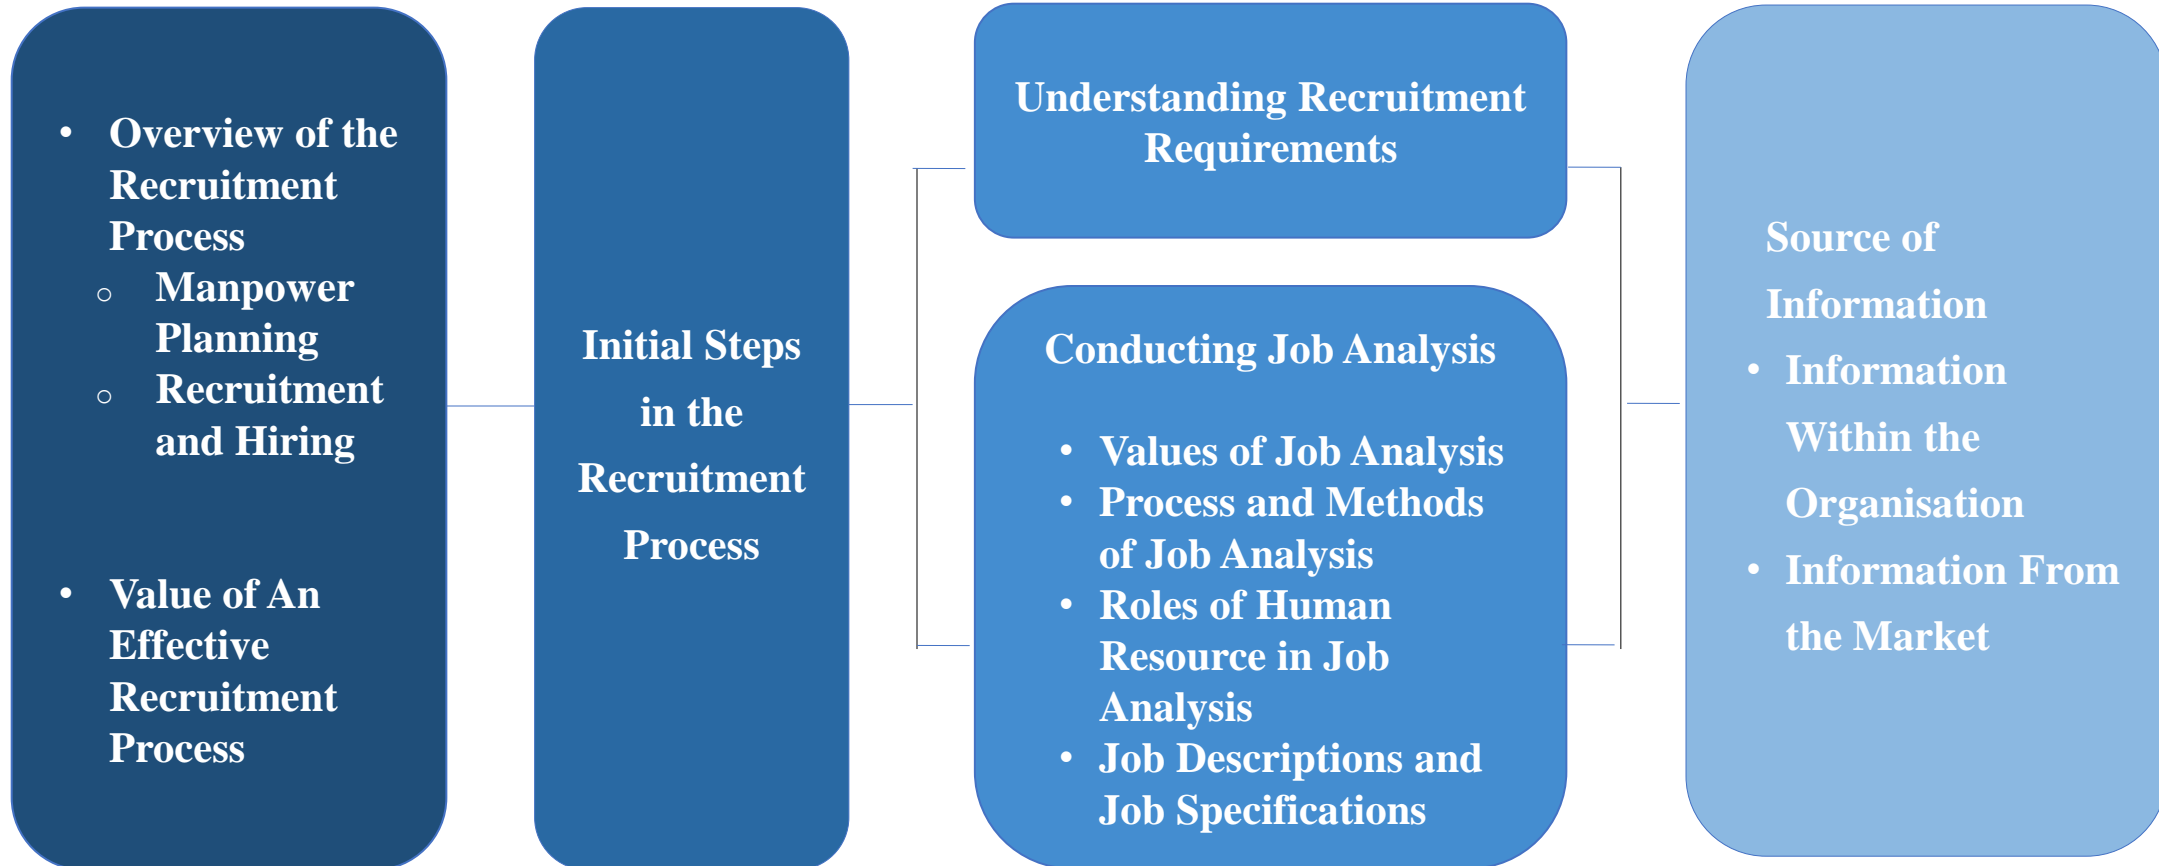 • Overview of the
Recruitment
Process
o Manpower
Planning
o Recruitment
and Hiring
• Value of An
Effective
Recruitment
Process
Initial Steps
in the
Recruitment
Process
Understanding Recruitment
Requirements
Conducting Job Analysis
• Values of Job Analysis
• Process and Methods
of Job Analysis
• Roles of Human
Resource in Job
Analysis
• Job Descriptions and
Job Specifications
Source of
Information
• Information
Within the
Organisation
• Information From
the Market